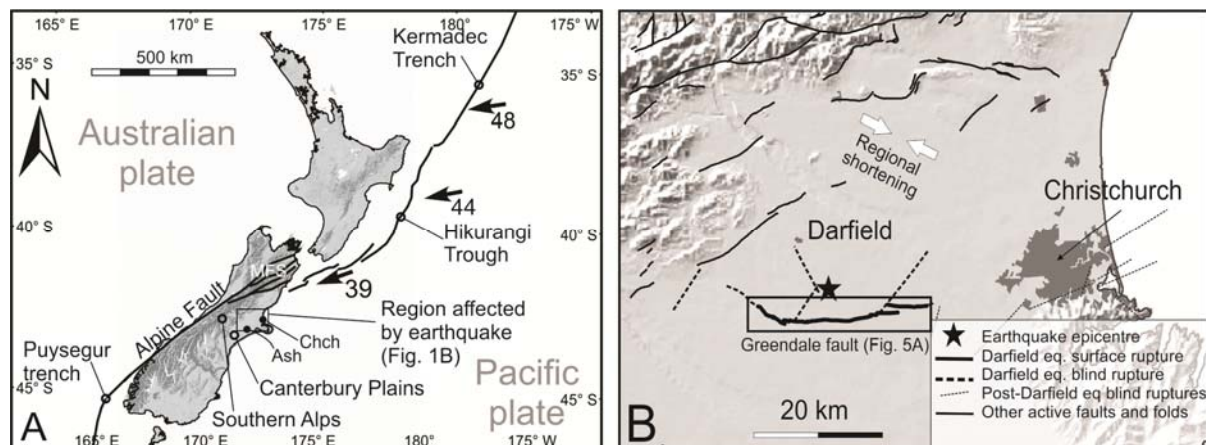 165° E
170° E
175° E
180°
175° W
35° S
35° S
500 km
N
Australian
plate
Kermadec
Trench
48
44
40° S
40° S
Hikurangi
Trough
MFS
39
Alpine Fault
Region affected
by earthquake
(Fig. 1B)
Chch
Ash
Puysegur
trench
Canterbury Plains
45° S
45° S
Pacific
plate
Southern Alps
A
165° E
170° E
175° E
180°
175° W
Regional
shortening
Christchurch
Darfield
Greendale fault (Fig. 5A)
Earthquake epicentre
Darfield eq. surface rupture
Darfield eq. blind rupture
Post-Darfield eq blind ruptures
Other active faults and folds
20 km
B